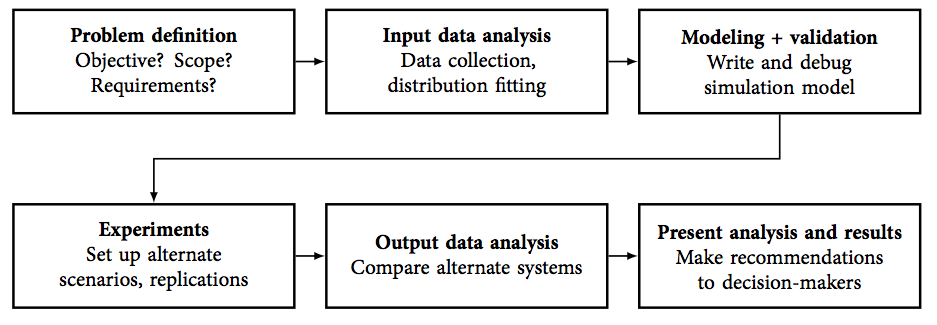 Problem definition
Objective? Scope?
Requirements?
Input data analysis
Data collection,
distribution fitting
Modeling + validation
Write and debug
simulation model
Experiments
Set up alternate
scenarios, replications
Output data analysis
Compare alternate systems
Present analysis and results
Make recommendations
to decision-makers